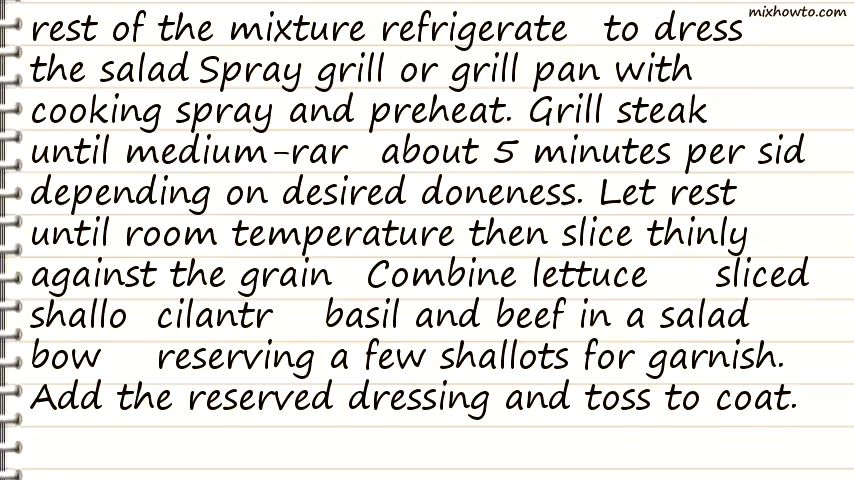 mixhowto.com
rest of the mixture refrigerate to dress
the salad Spray grill or grill pan with
cooking spray and preheat. Grill steak
until medium-rar about 5 minutes per sid
depending on desired doneness. Let rest
until room temperature then slice thinly
against the grain Combine lettuce sliced
shallo cilantr basil and beef in a salad
bow reserving a few shallots for garnish.
Add the reserved dressing and toss to coat.